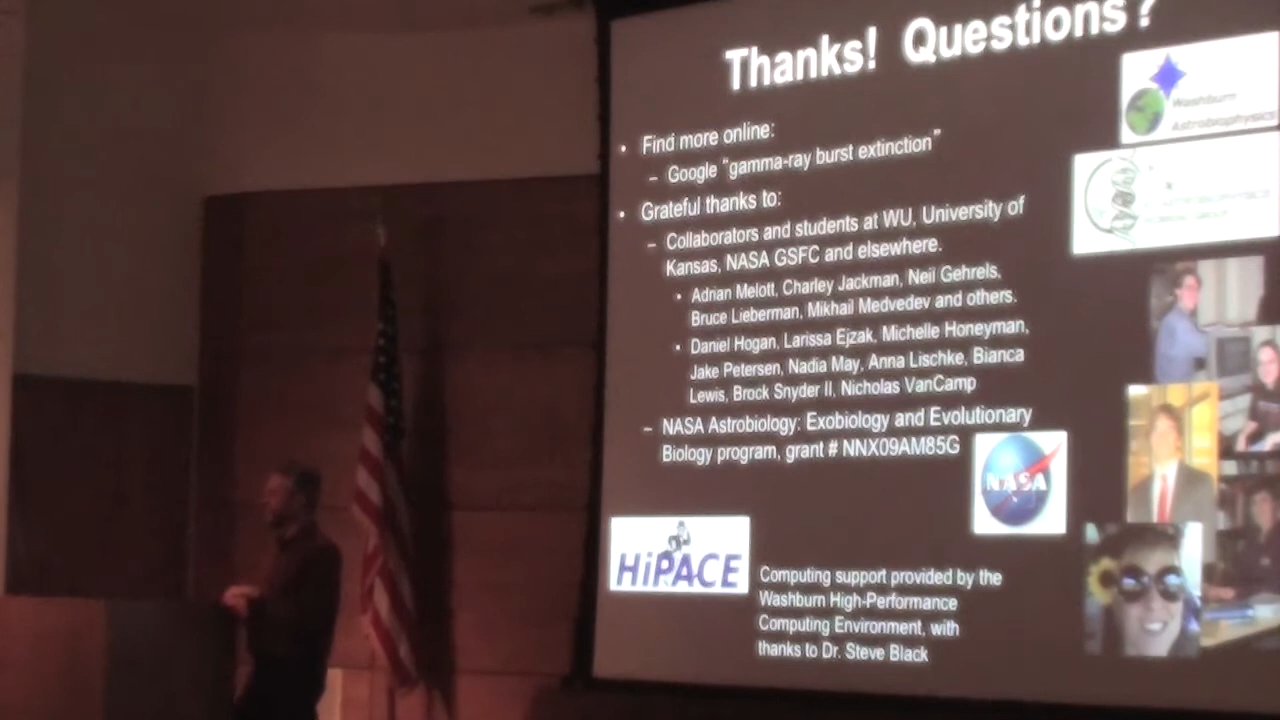 Thanks! Questions?
• Find more online:
– Google "gamma-ray burst extinction"
• Grateful thanks to:
– Collaborators and students at WU, University of
Kansas, NASA GSFC and elsewhere.
• Adrian Melott, Charley Jackman, Neil Gehrels,
Bruce Lieberman, Mikhail Medvedev and others.
• Daniel Hogan, Larissa Ejzak, Michelle Honeyman,
Jake Petersen, Nadia May, Anna Lischke, Bianca
Lewis, Brock Snyder II, Nicholas VanCamp
– NASA Astrobiology: Exobiology and Evolutionary
Biology program, grant # NNX09AM85G
Washburn
Astrobiophysics
NASA
HiPACE
Computing support provided by the
Washburn High-Performance
Computing Environment, with
thanks to Dr. Steve Black